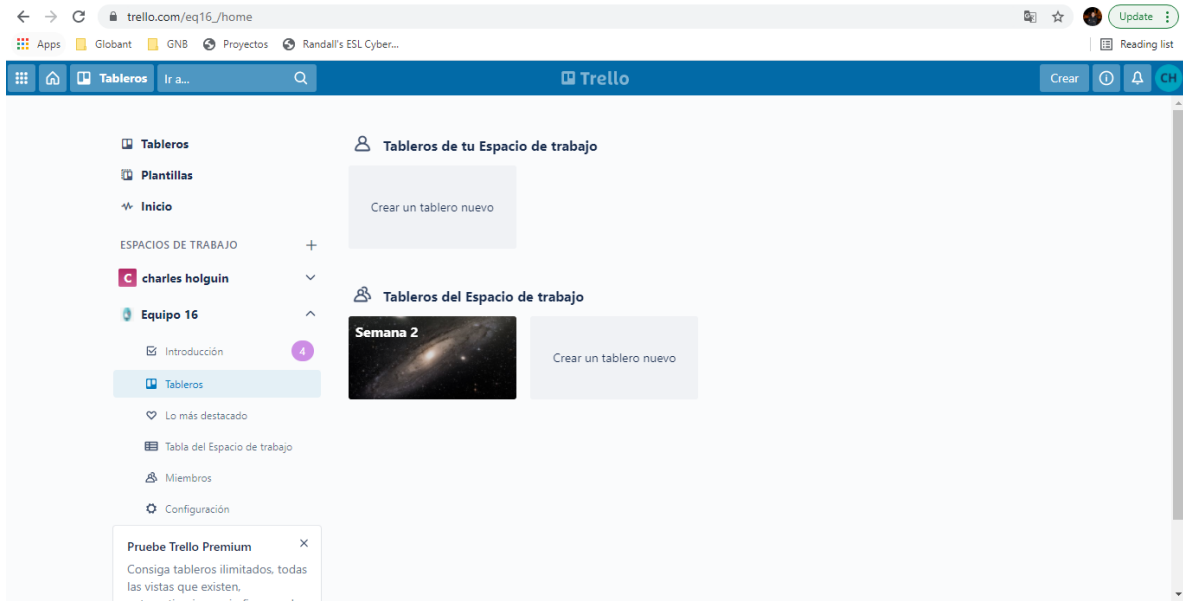 trello.com/eq16_/home
Update
Apps
Globant
GNB
Proyectos
Randall's ESL Cyber...
Reading list
Tableros
Ir a...
Trello
Crear
CH
Tableros
Plantillas
Inicio
ESPACIOS DE TRABAJO
C charles holguin
Equipo 16
Introducción 4
Tableros
Lo más destacado
Tabla del Espacio de trabajo
Miembros
Configuración
Pruebe Trello Premium
Consiga tableros ilimitados, todas
las vistas que existen,
Tableros de tu Espacio de trabajo
Crear un tablero nuevo
Tableros del Espacio de trabajo
Semana 2
Crear un tablero nuevo